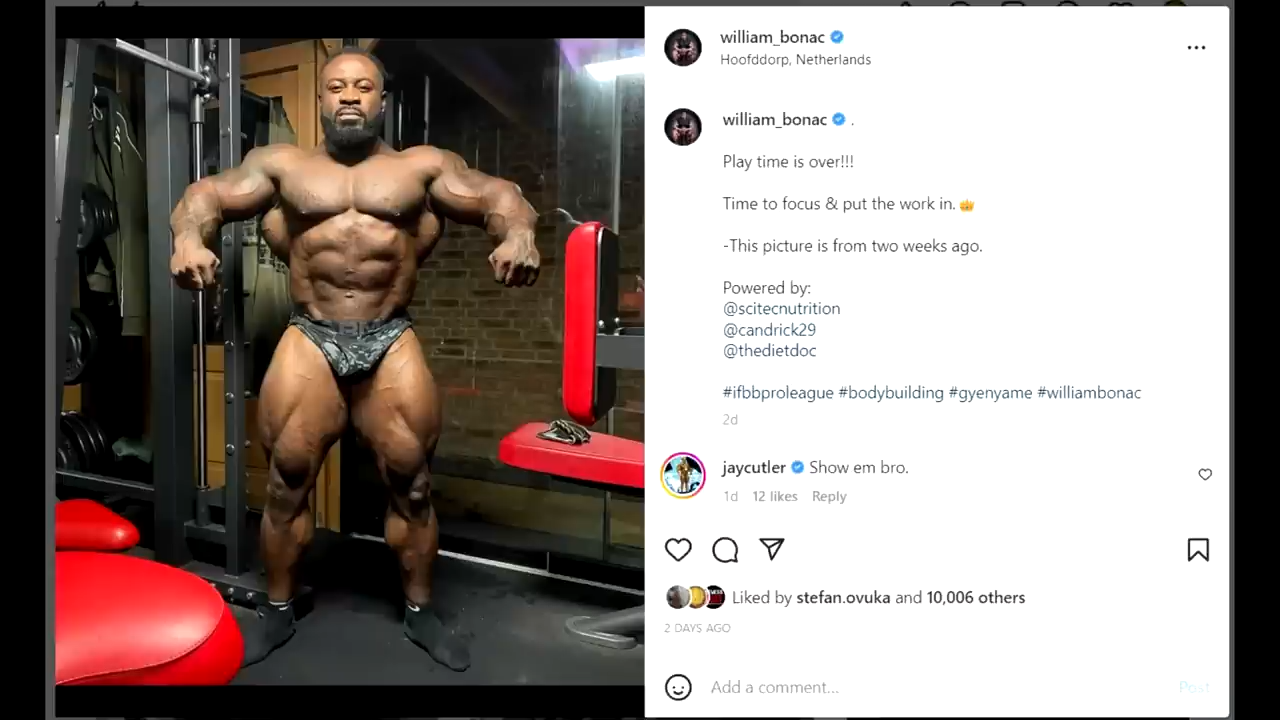 william_bonac
Hoofddorp, Netherlands
william_bonac .
Play time is over!!!
Time to focus & put the work in.👑
-This picture is from two weeks ago.
Powered by:
@scitecnutrition
@candrick29
@thedietdoc
#ifbbproleague #bodybuilding #gyenyame #williambonac
2d
jaycutler Show em bro.
1d 12 likes Reply
Liked by stefan.ovuka and 10,006 others
2 DAYS AGO
Add a comment... Post